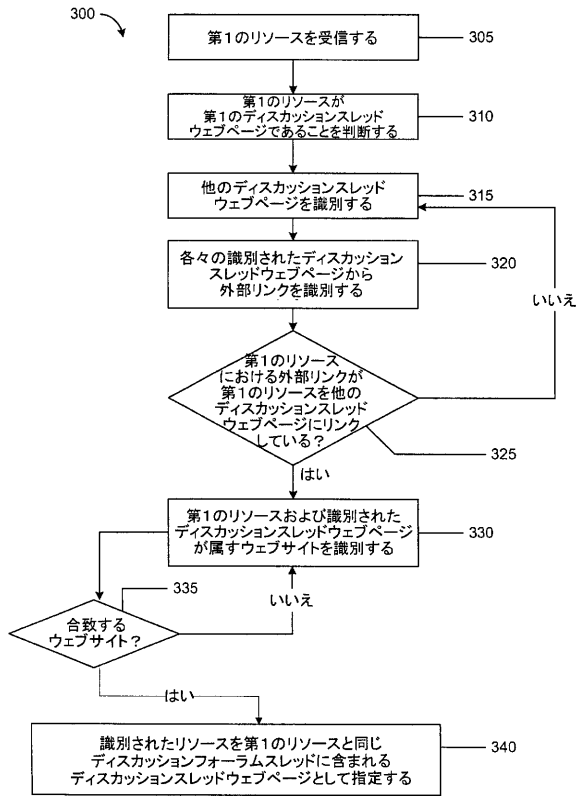 300
第1のリソースを受信する
305
第1のリソースが
第1のディスカッションスレッド
ウェブページであることを判断する
310
他のディスカッションスレッド
ウェブページを識別する
315
各々の識別されたディスカッション
スレッドウェブページから
外部リンクを識別する
320
いいえ
第1のリソース
における外部リンクが
第1のリソースを他の
ディスカッションスレッド
ウェブページにリンク
している?
325
はい
第1のリソースおよび識別された
ディスカッションスレッドウェブページ
が属すウェブサイトを識別する
330
いいえ
335
合致する
ウェブサイト?
はい
識別されたリソースを第1のリソースと同じ
ディスカッションフォーラムスレッドに含まれる
ディスカッションスレッドウェブページとして指定する
340